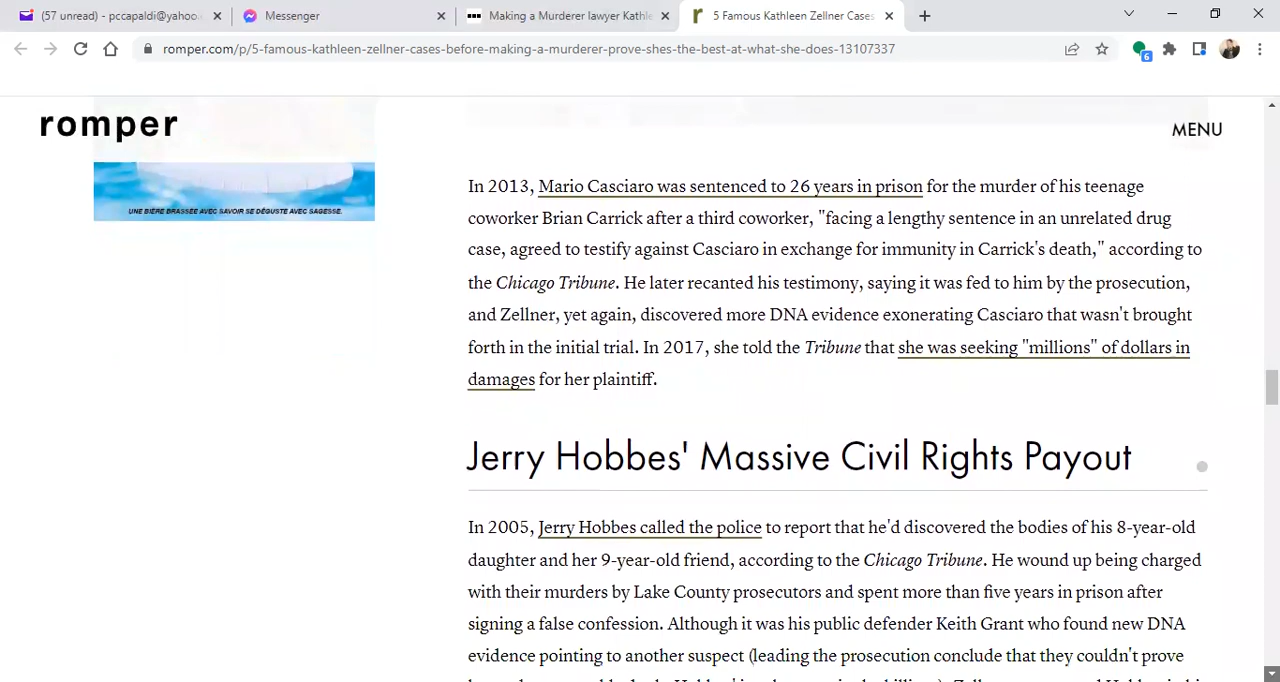 (57 unread) - pccapaldi@yahoo
Messenger
Making a Murderer lawyer Kathle
5 Famous Kathleen Zellner Cases
romper.com/p/5-famous-kathleen-zellner-cases-before-making-a-murderer-prove-shes-the-best-at-what-she-does-13107337
6
romper
MENU
UNE BIÈRE BRASSÉE AVEC SAVOIR SE DÉGUSTE AVEC SAGESSE.
In 2013, Mario Casciaro was sentenced to 26 years in prison for the murder of his teenage
coworker Brian Carrick after a third coworker, "facing a lengthy sentence in an unrelated drug
case, agreed to testify against Casciaro in exchange for immunity in Carrick's death," according to
the Chicago Tribune. He later recanted his testimony, saying it was fed to him by the prosecution,
and Zellner, yet again, discovered more DNA evidence exonerating Casciaro that wasn't brought
forth in the initial trial. In 2017, she told the Tribune that she was seeking "millions" of dollars in
damages for her plaintiff.
Jerry Hobbes' Massive Civil Rights Payout
In 2005, Jerry Hobbes called the police to report that he'd discovered the bodies of his 8-year-old
daughter and her 9-year-old friend, according to the Chicago Tribune. He wound up being charged
with their murders by Lake County prosecutors and spent more than five years in prison after
signing a false confession. Although it was his public defender Keith Grant who found new DNA
evidence pointing to another suspect (leading the prosecution conclude that they couldn't prove